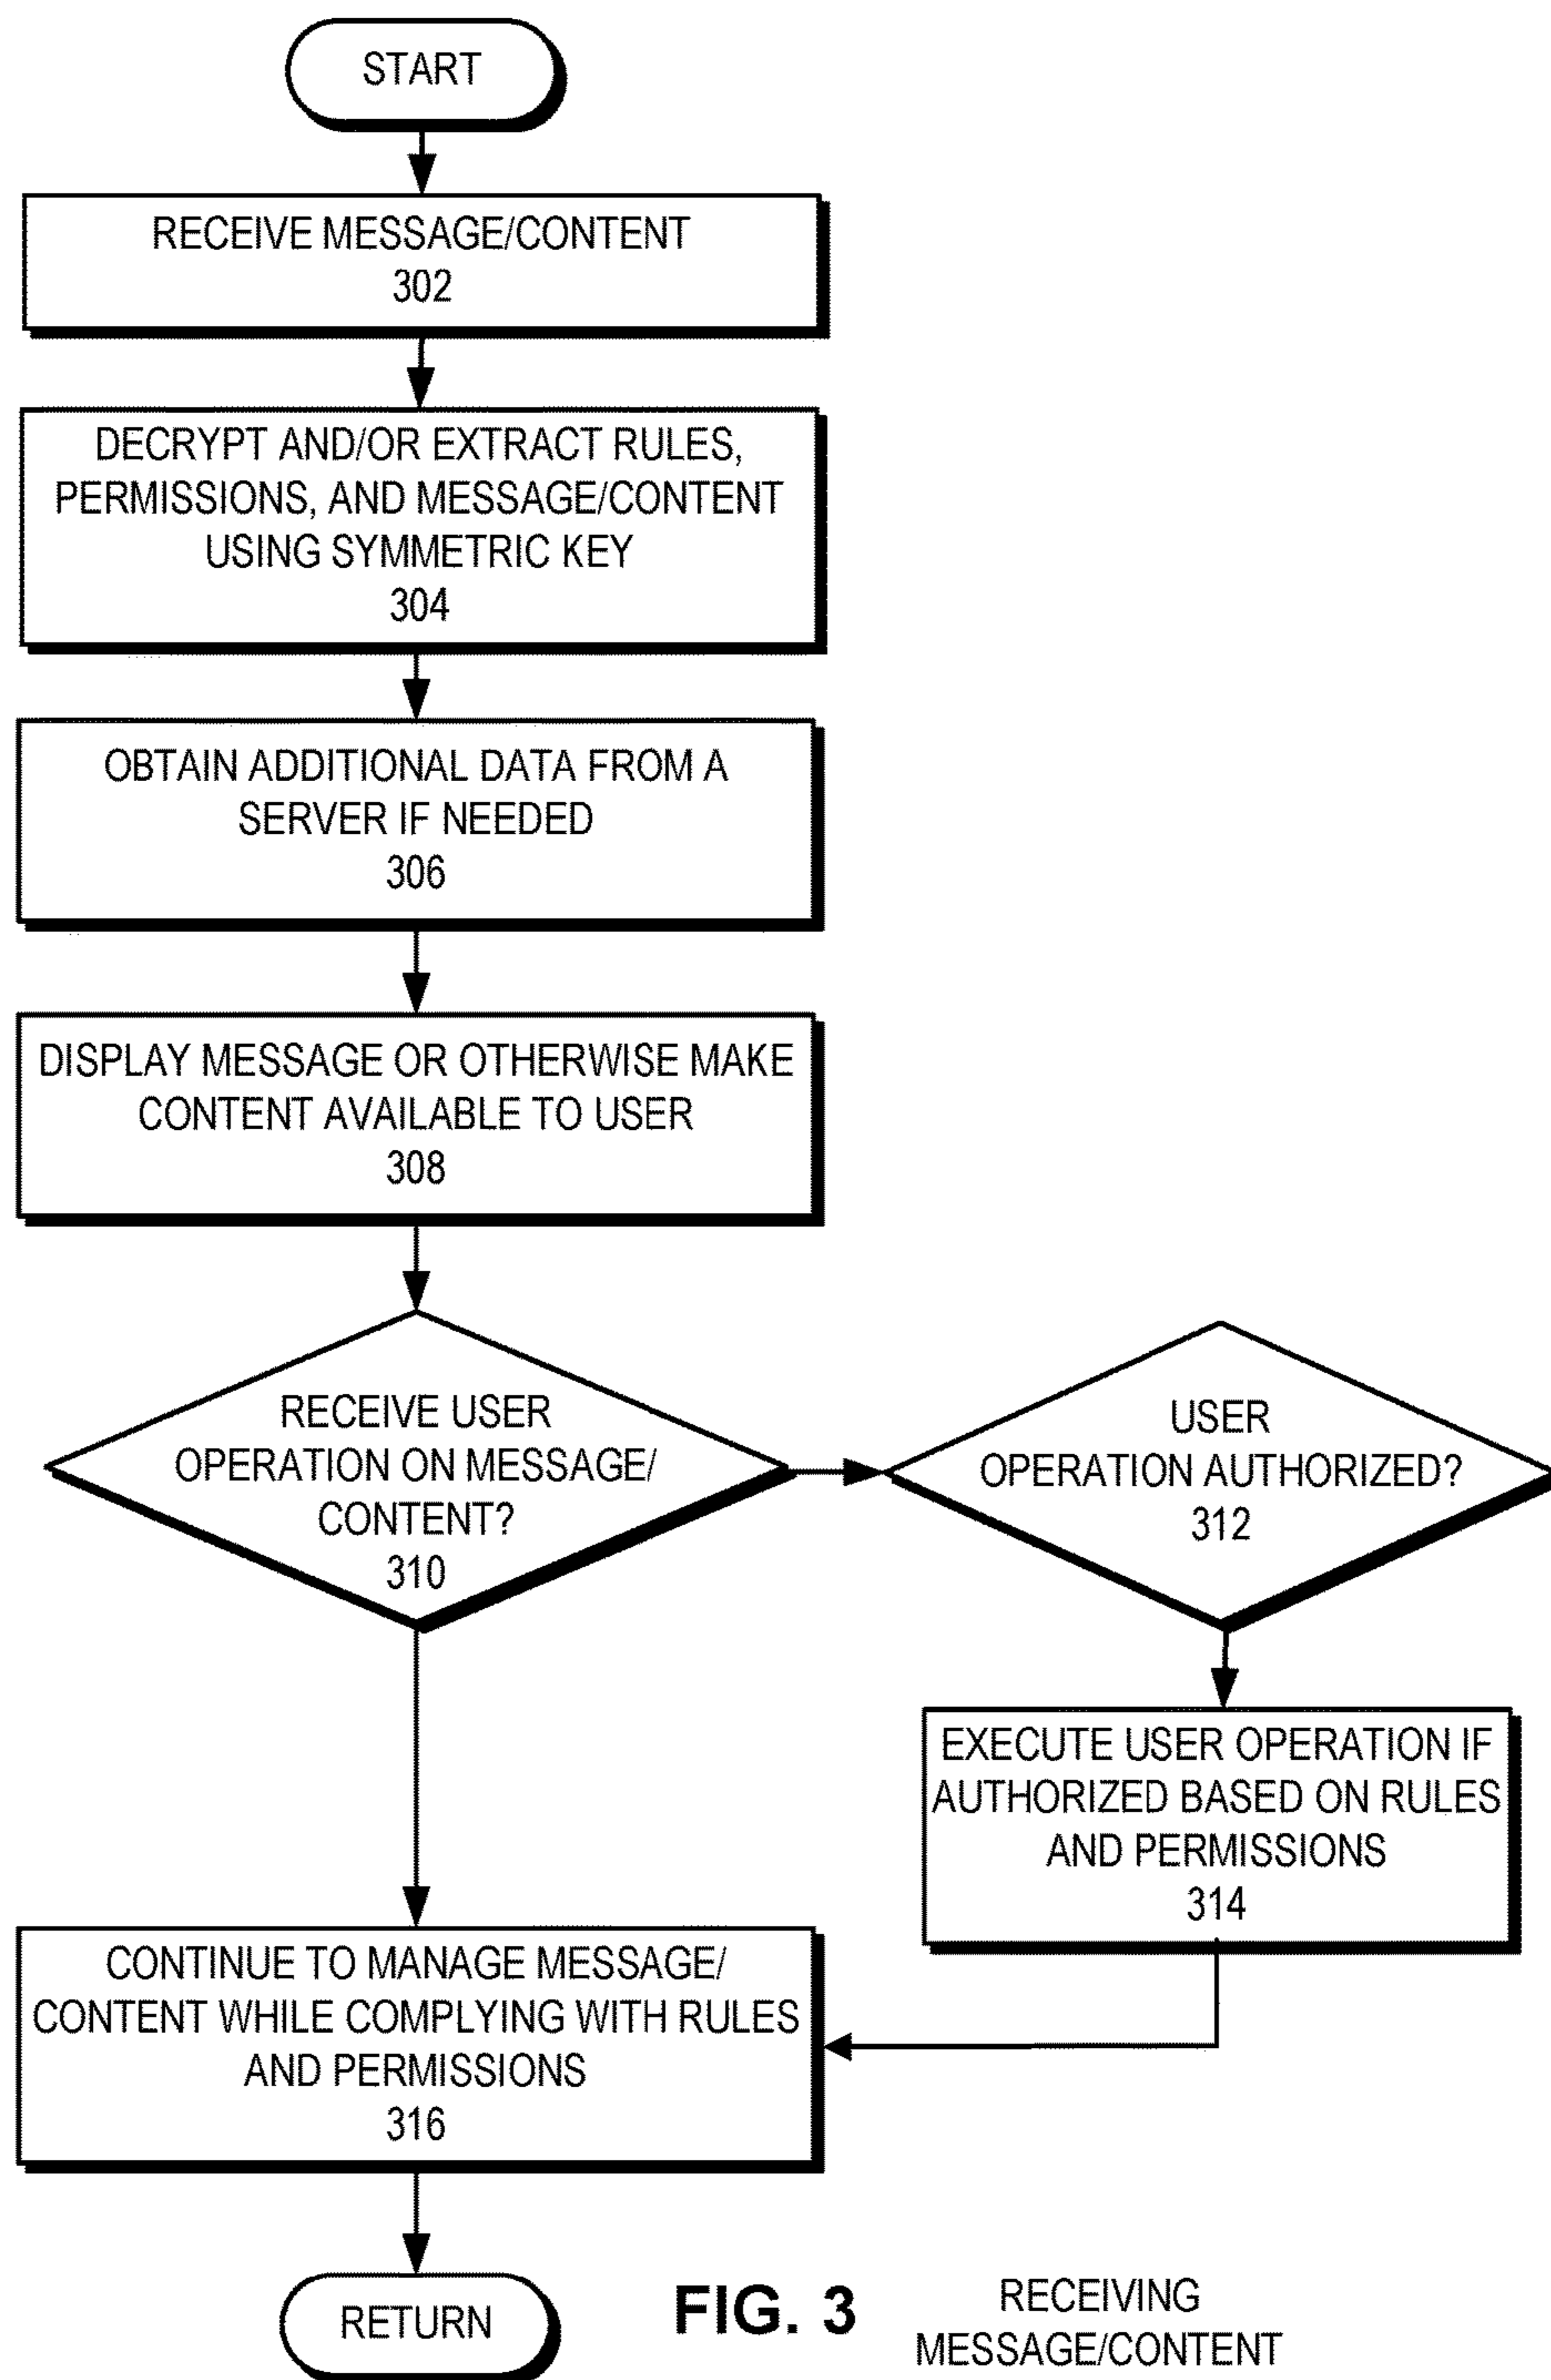 START
RECEIVE MESSAGE/CONTENT
302
DECRYPT AND/OR EXTRACT RULES,
PERMISSIONS, AND MESSAGE/CONTENT
USING SYMMETRIC KEY
304
OBTAIN ADDITIONAL DATA FROM A
SERVER IF NEEDED
306
DISPLAY MESSAGE OR OTHERWISE MAKE
CONTENT AVAILABLE TO USER
308
RECEIVE USER
OPERATION ON MESSAGE/
CONTENT?
310
USER
OPERATION AUTHORIZED?
312
EXECUTE USER OPERATION IF
AUTHORIZED BASED ON RULES
AND PERMISSIONS
314
CONTINUE TO MANAGE MESSAGE/
CONTENT WHILE COMPLYING WITH RULES
AND PERMISSIONS
316
RETURN
FIG. 3
RECEIVING
MESSAGE/CONTENT